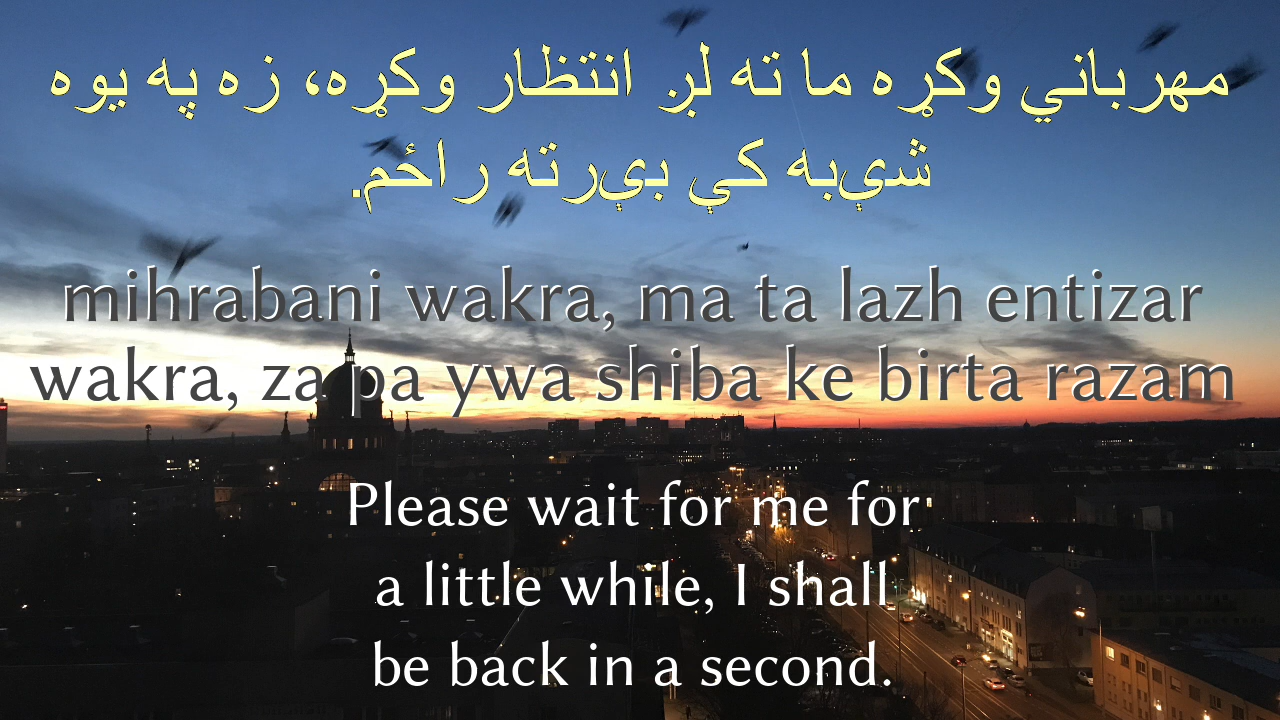 مهرباني وکړه ما ته لږ انتظار وکړه، زه په يوه
شېبه کې بېرته راځم.
mihrabani wakra, ma ta lazh entizar
wakra, za pa ywa shiba ke birta razam
Please wait for me for
a little while, I shall
be back in a second.